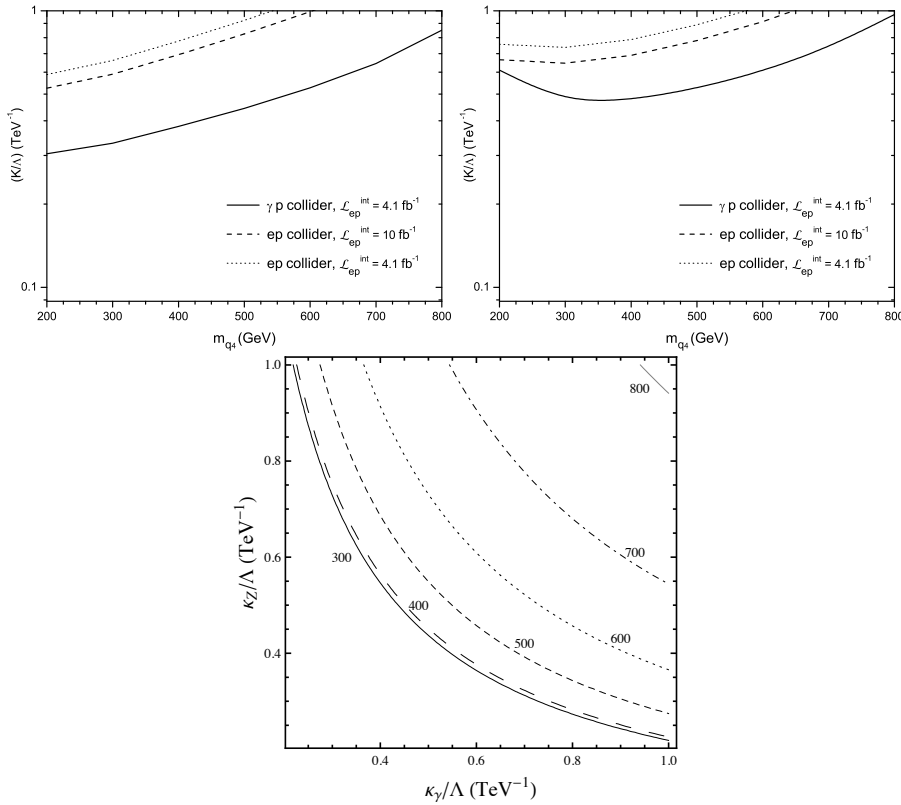 1
(K/Λ) (TeV⁻¹)
0.1
γ p collider, ℒ_ep^int = 4.1 fb⁻¹
ep collider, ℒ_ep^int = 10 fb⁻¹
ep collider, ℒ_ep^int = 4.1 fb⁻¹
200 300 400 500 600 700 800
m_q₄ (GeV)
1
(K/Λ) (TeV⁻¹)
0.1
γ p collider, ℒ_ep^int = 4.1 fb⁻¹
ep collider, ℒ_ep^int = 10 fb⁻¹
ep collider, ℒ_ep^int = 4.1 fb⁻¹
200 300 400 500 600 700 800
m_q₄ (GeV)
1.0
0.8
0.6
0.4
κ_Z/Λ (TeV⁻¹)
800
700
300
400
600
500
0.4 0.6 0.8 1.0
κ_γ/Λ (TeV⁻¹)